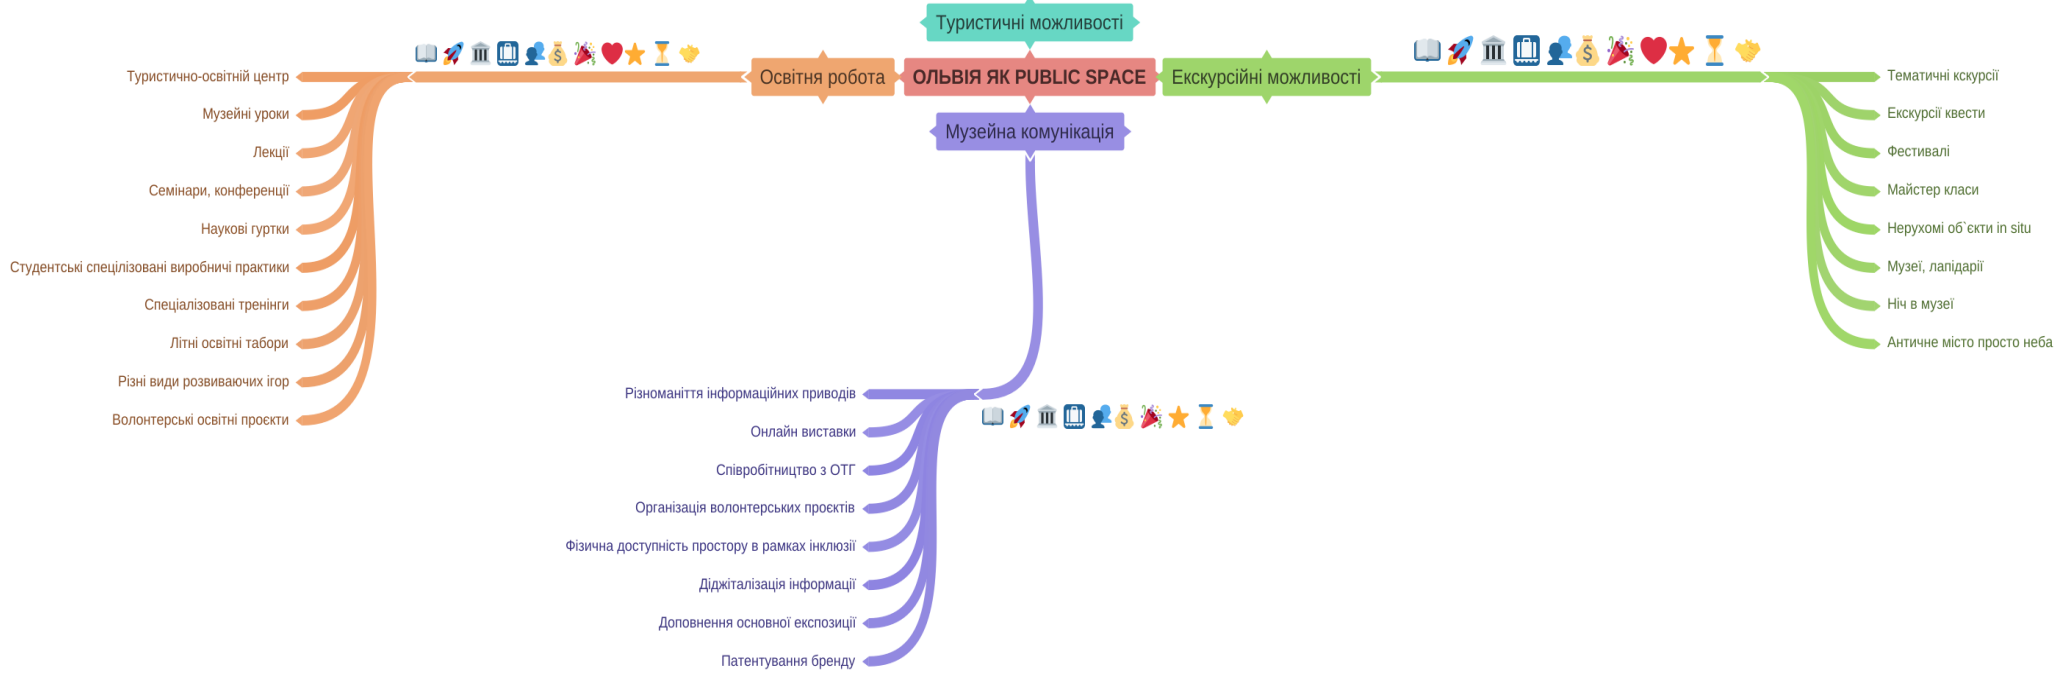 Туристичні можливості
ОЛЬВІЯ ЯК PUBLIC SPACE
Освітня робота
Туристично-освітній центр
Музейні уроки
Лекції
Семінари, конференції
Наукові гуртки
Студентські спецілізовані виробничі практики
Спеціалізовані тренінги
Літні освітні табори
Різні види розвиваючих ігор
Волонтерські освітні проєкти
Екскурсійні можливості
Тематичні кскурсії
Екскурсії квести
Фестивалі
Майстер класи
Нерухомі об`єкти in situ
Музеї, лапідарії
Ніч в музеї
Античне місто просто неба
Музейна комунікація
Різноманіття інформаційних приводів
Онлайн виставки
Співробітництво з ОТГ
Організація волонтерських проєктів
Фізична доступність простору в рамках інклюзії
Діджіталізація інформації
Доповнення основної експозиції
Патентування бренду